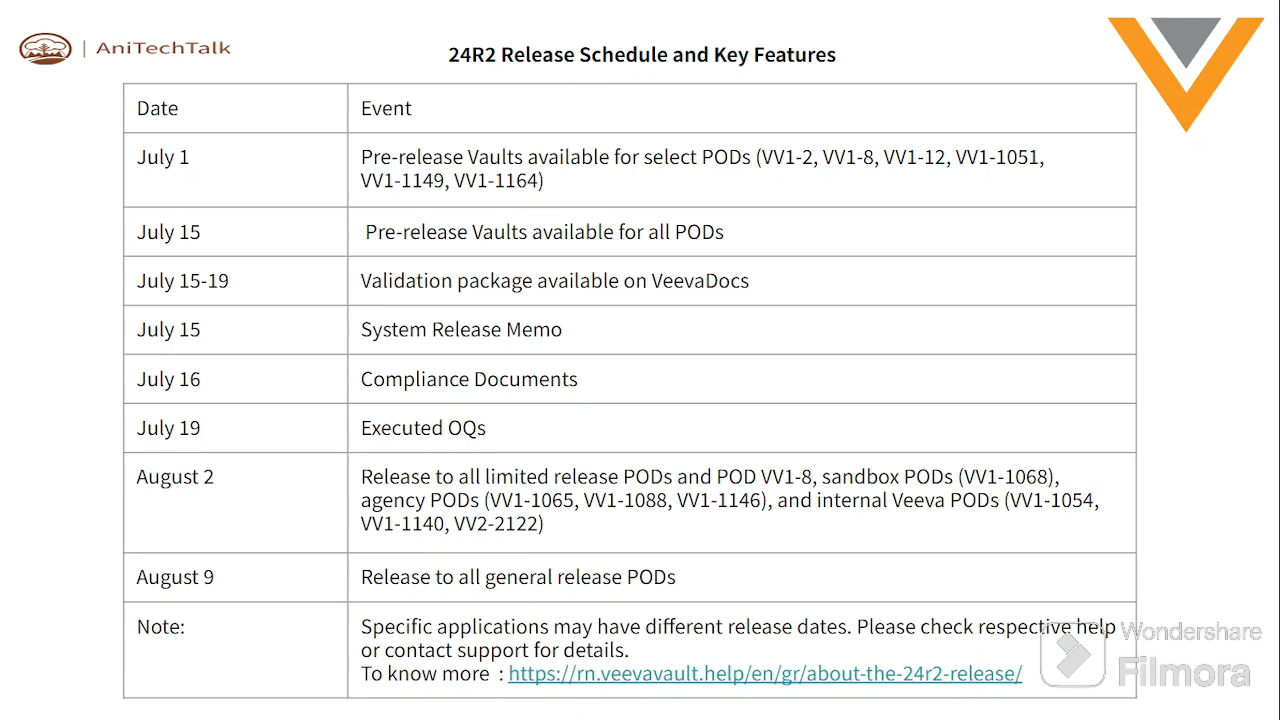 AniTechTalk
24R2 Release Schedule and Key Features
Date
Event
July 1
Pre-release Vaults available for select PODs (VV1-2, VV1-8, VV1-12, VV1-1051,
VV1-1149, VV1-1164)
July 15
Pre-release Vaults available for all PODs
July 15-19
Validation package available on VeevaDocs
July 15
System Release Memo
July 16
Compliance Documents
July 19
Executed OQs
August 2
Release to all limited release PODs and POD VV1-8, sandbox PODs (VV1-1068),
agency PODs (VV1-1065, VV1-1088, VV1-1146), and internal Veeva PODs (VV1-1054,
VV1-1140, VV2-2122)
August 9
Release to all general release PODs
Note:
Specific applications may have different release dates. Please check respective help
or contact support for details.
To know more : https://rn.veevavault.help/en/gr/about-the-24r2-release/
Wondershare
Filmora